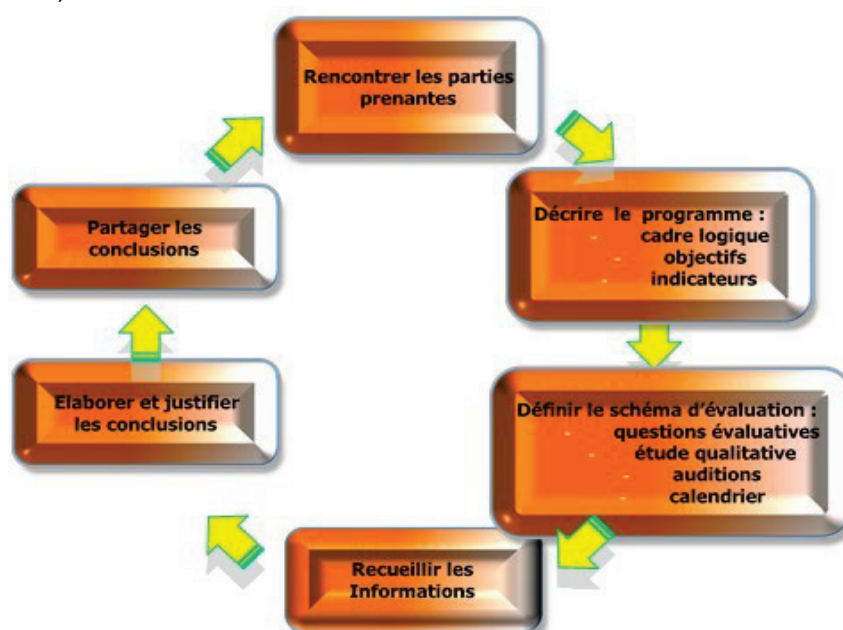 Rencontrer les parties
prenantes
Décrire le programme :
- cadre logique
- objectifs
- indicateurs
Définir le schéma d'évaluation :
- questions évaluatives
- étude qualitative
- auditions
- calendrier
Recueillir les
Informations
Elaborer et justifier
les conclusions
Partager les
conclusions